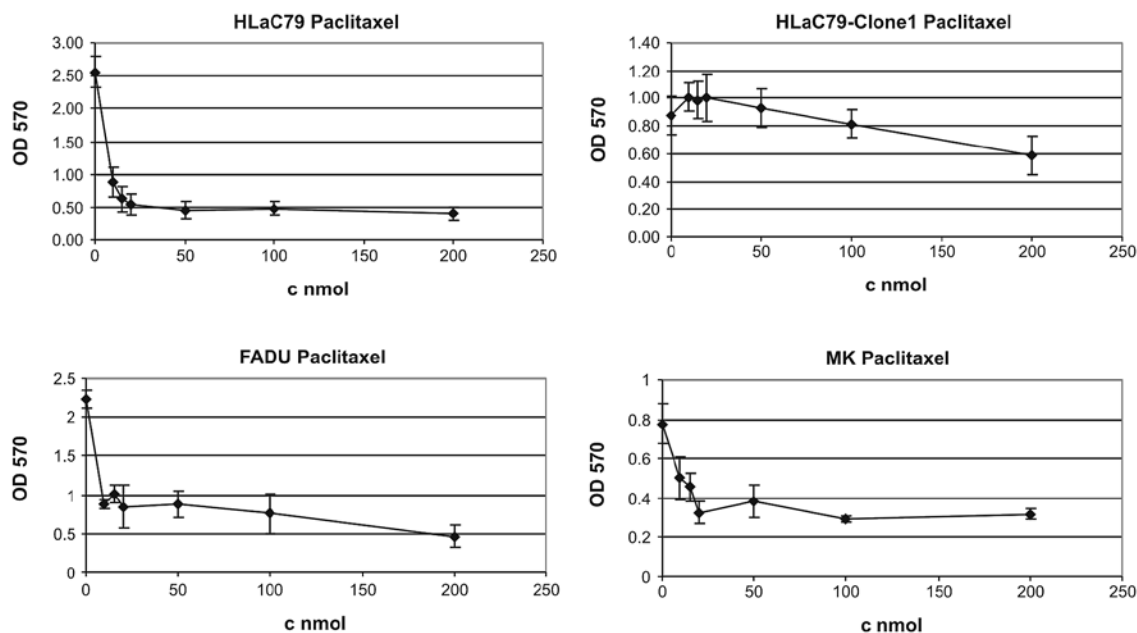 HLaC79 Paclitaxel
3.00
2.50
2.00
1.50
1.00
0.50
0.00
OD 570
0 50 100 150 200 250
c nmol
HLaC79-Clone1 Paclitaxel
1.40
1.20
1.00
0.80
0.60
0.40
0.20
0.00
OD 570
0 50 100 150 200 250
c nmol
FADU Paclitaxel
2.5
2
1.5
1
0.5
0
OD 570
0 50 100 150 200 250
c nmol
MK Paclitaxel
1
0.8
0.6
0.4
0.2
0
OD 570
0 50 100 150 200 250
c nmol